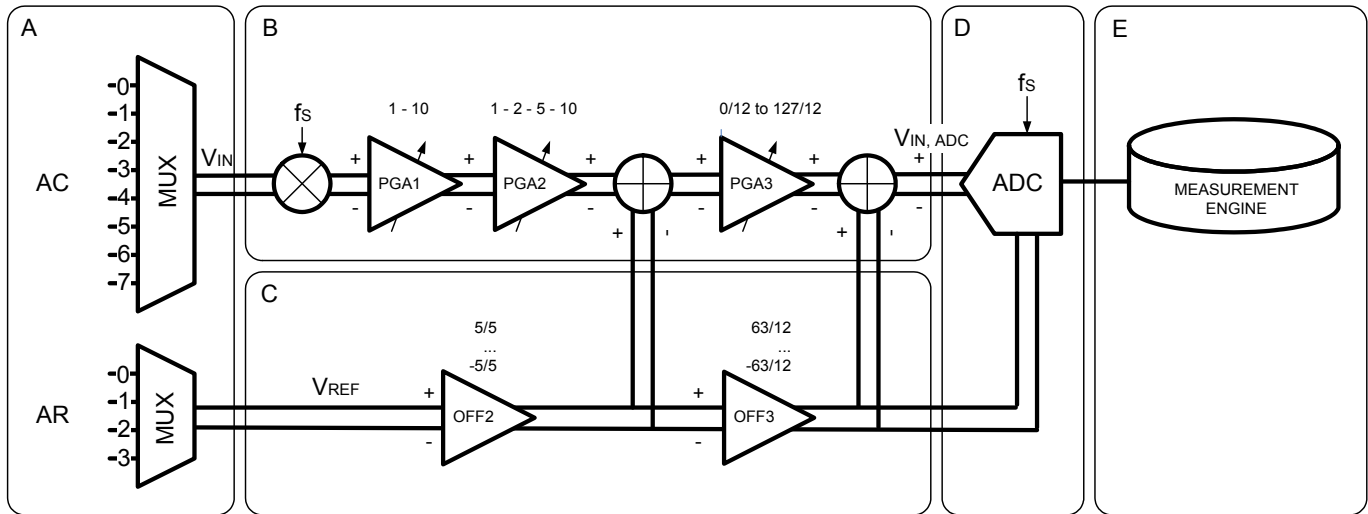 A
B
C
D
E
AC
0
1
2
3
4
5
6
7
MUX
VIN
fs
1 - 10
1 - 2 - 5 - 10
0/12 to 127/12
VIN, ADC
fs
+
-
PGA1
+
-
PGA2
+
-
+
-
PGA3
+
-
+
-
ADC
MEASUREMENT
ENGINE
+ '
+ '
AR
0
1
2
3
MUX
VREF
5/5
...
-5/5
63/12
...
-63/12
+
-
OFF2
+
-
OFF3